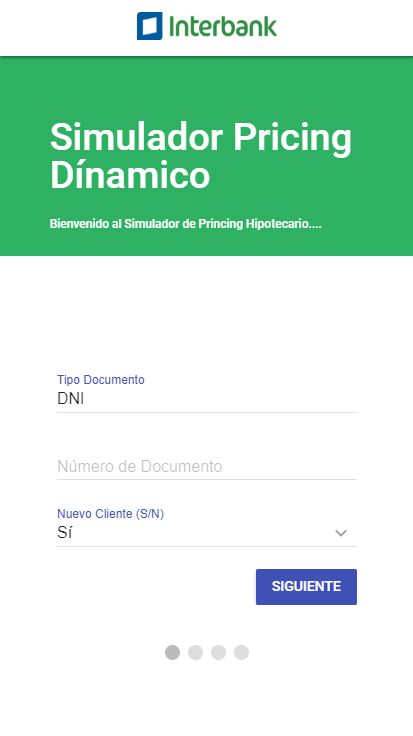 Interbank
Simulador Pricing
Dínamico
Bienvenido al Simulador de Princing Hipotecario....
Tipo Documento
DNI
Número de Documento
Nuevo Cliente (S/N)
Sí
SIGUIENTE